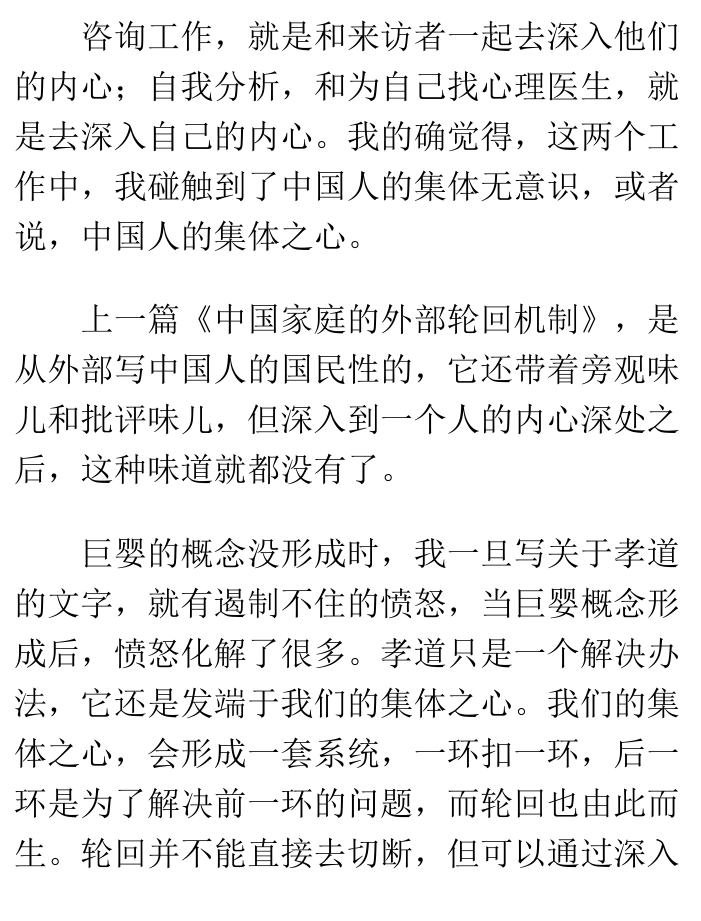 咨询工作，就是和来访者一起去深入他们
的内心；自我分析，和为自己找心理医生，就
是去深入自己的内心。我的确觉得，这两个工
作中，我碰触到了中国人的集体无意识，或者
说，中国人的集体之心。
上一篇《中国家庭的外部轮回机制》，是
从外部写中国人的国民性的，它还带着旁观味
儿和批评味儿，但深入到一个人的内心深处之
后，这种味道就都没有了。
巨婴的概念没形成时，我一旦写关于孝道
的文字，就有遏制不住的愤怒，当巨婴概念形
成后，愤怒化解了很多。孝道只是一个解决办
法，它还是发端于我们的集体之心。我们的集
体之心，会形成一套系统，一环扣一环，后一
环是为了解决前一环的问题，而轮回也由此而
生。轮回并不能直接去切断，但可以通过深入